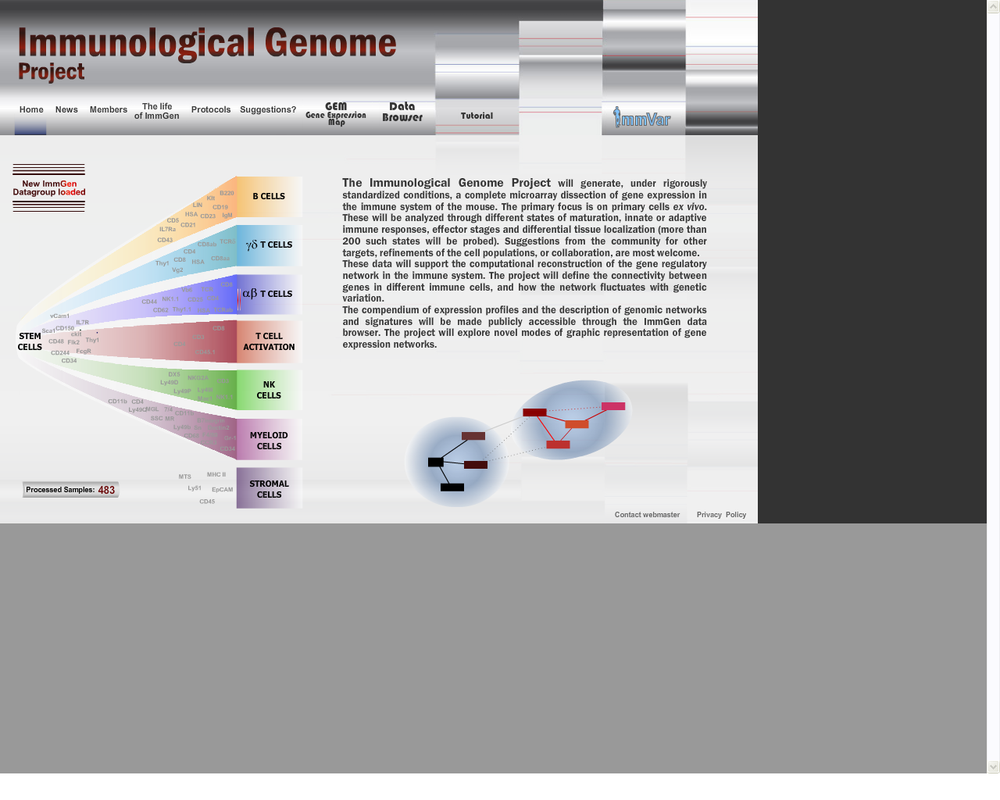 Immunological Genome
Project
Home
News
Members
The life
of ImmGen
Protocols
Suggestions?
GEM
Gene Expression
Map
Data
Browser
Tutorial
ImmVar
New ImmGen
Datagroup loaded
The Immunological Genome Project will generate, under rigorously
standardized conditions, a complete microarray dissection of gene expression in
the immune system of the mouse. The primary focus is on primary cells ex vivo.
These will be analyzed through different states of maturation, innate or adaptive
immune responses, effector stages and differential tissue localization (more than
200 such states will be probed). Suggestions from the community for other
targets, refinements of the cell populations, or collaboration, are most welcome.
These data will support the computational reconstruction of the gene regulatory
network in the immune system. The project will define the connectivity between
genes in different immune cells, and how the network fluctuates with genetic
variation.
The compendium of expression profiles and the description of genomic networks
and signatures will be made publicly accessible through the ImmGen data
browser. The project will explore novel modes of graphic representation of gene
expression networks.
B220
Kit
LIN
CD19
HSA
CD23
IgM
CD5
CD21
IL7Ra
CD43
B CELLS
CD8ab
CD4
CD8
HSA
Thy1
Vg2
γδ T CELLS
CD8
CD44
NK1.1
CD62
Thy1.1
αβ T CELLS
vCam1
IL7R
Sca1
CD150
ckit
CD48
Flk2
Thy1
CD244
FcgR
CD34
STEM
CELLS
CD8
CD45.1
T CELL
ACTIVATION
DX5
NKG2A
Ly49D
Ly49P
NK
CELLS
CD11b
CD4
Ly49Q
MGL
7/4
SSC
MR
MYELOID
CELLS
CD34
MTS
MHC II
Ly51
EpCAM
CD45
STROMAL
CELLS
Processed Samples: 483
Contact webmaster
Privacy Policy